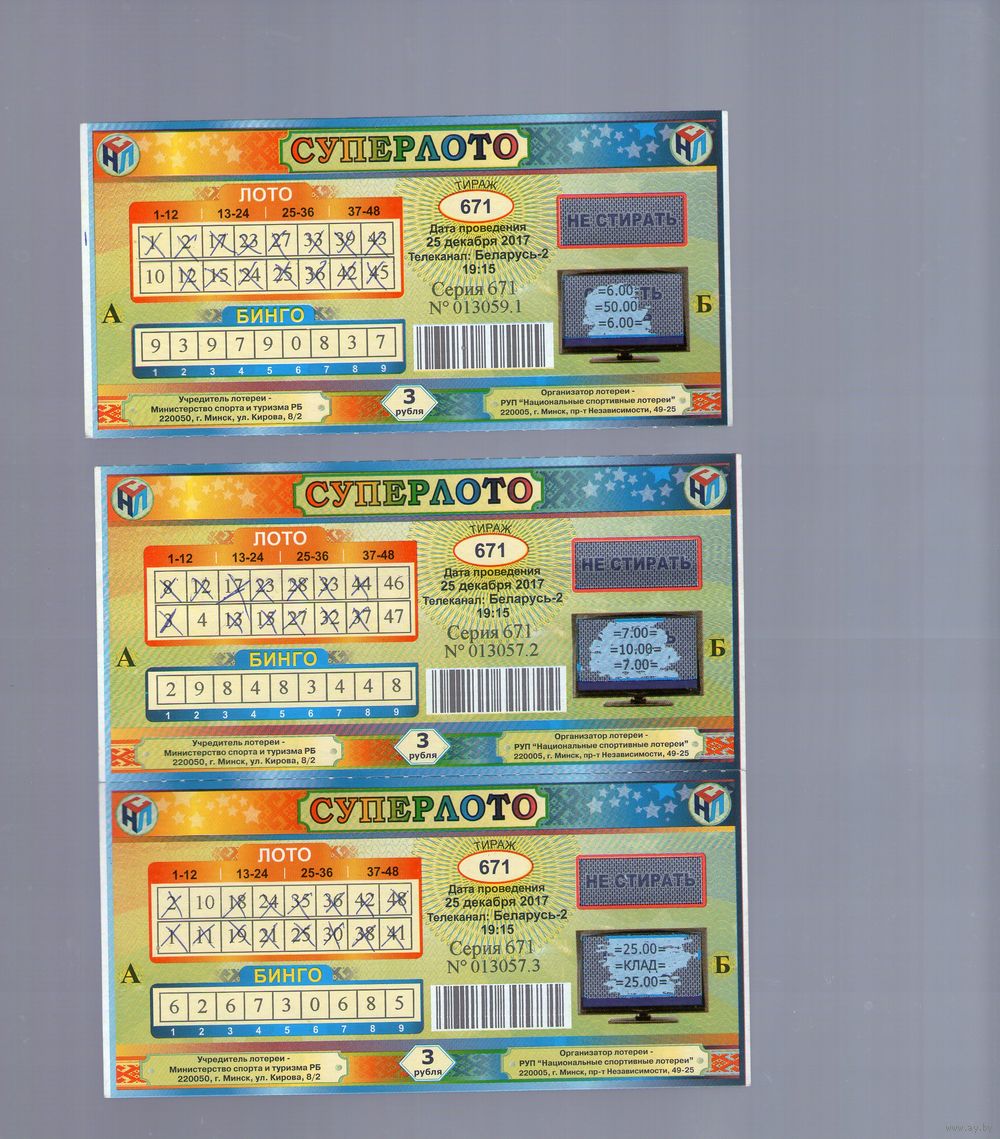 СУПЕРЛОТО
ЛОТО
1-12 13-24 25-36 37-48
1 2 17 23 27 33 39 43
10 12 15 24 25 36 42 45
А
БИНГО
9 3 9 7 9 0 8 3 7
1 2 3 4 5 6 7 8 9
ТИРАЖ
671
Дата проведения
25 декабря 2017
Телеканал: Беларусь-2
19:15
Серия 671
N° 013059.1
НЕ СТИРАТЬ
=6.00=
=50.00=
=6.00=
Б
Учредитель лотереи -
Министерство спорта и туризма РБ
220050, г. Минск, ул. Кирова, 8/2
3
рубля
Организатор лотереи -
РУП "Национальные спортивные лотереи"
220005, г. Минск, пр-т Независимости, 49-25
СУПЕРЛОТО
ЛОТО
1-12 13-24 25-36 37-48
8 12 17 23 28 33 44 46
3 4 13 15 27 32 37 47
А
БИНГО
2 9 8 4 8 3 4 4 8
1 2 3 4 5 6 7 8 9
ТИРАЖ
671
Дата проведения
25 декабря 2017
Телеканал: Беларусь-2
19:15
Серия 671
N° 013057.2
НЕ СТИРАТЬ
=7.00=
=10.00=
=7.00=
Б
Учредитель лотереи -
Министерство спорта и туризма РБ
220050, г. Минск, ул. Кирова, 8/2
3
рубля
Организатор лотереи -
РУП "Национальные спортивные лотереи"
220005, г. Минск, пр-т Независимости, 49-25
СУПЕРЛОТО
ЛОТО
1-12 13-24 25-36 37-48
2 10 18 24 35 36 42 48
1 11 19 21 25 30 38 41
А
БИНГО
6 2 6 7 3 0 6 8 5
1 2 3 4 5 6 7 8 9
ТИРАЖ
671
Дата проведения
25 декабря 2017
Телеканал: Беларусь-2
19:15
Серия 671
N° 013057.3
НЕ СТИРАТЬ
=25.00=
=КЛАД=
=25.00=
Б
Учредитель лотереи -
Министерство спорта и туризма РБ
220050, г. Минск, ул. Кирова, 8/2
3
рубля
Организатор лотереи -
РУП "Национальные спортивные лотереи"
220005, г. Минск, пр-т Независимости, 49-25
www.ay.by